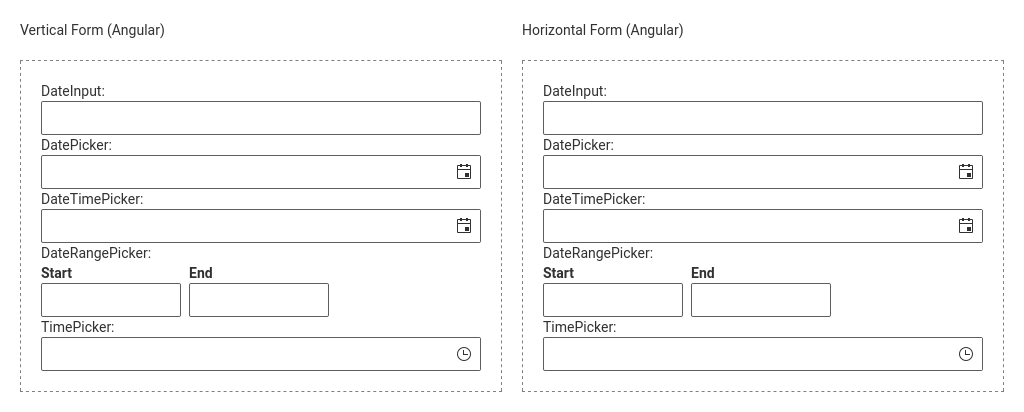 Vertical Form (Angular)
DateInput:
DatePicker:
DateTimePicker:
DateRangePicker:
Start End
TimePicker:
Horizontal Form (Angular)
DateInput:
DatePicker:
DateTimePicker:
DateRangePicker:
Start End
TimePicker: